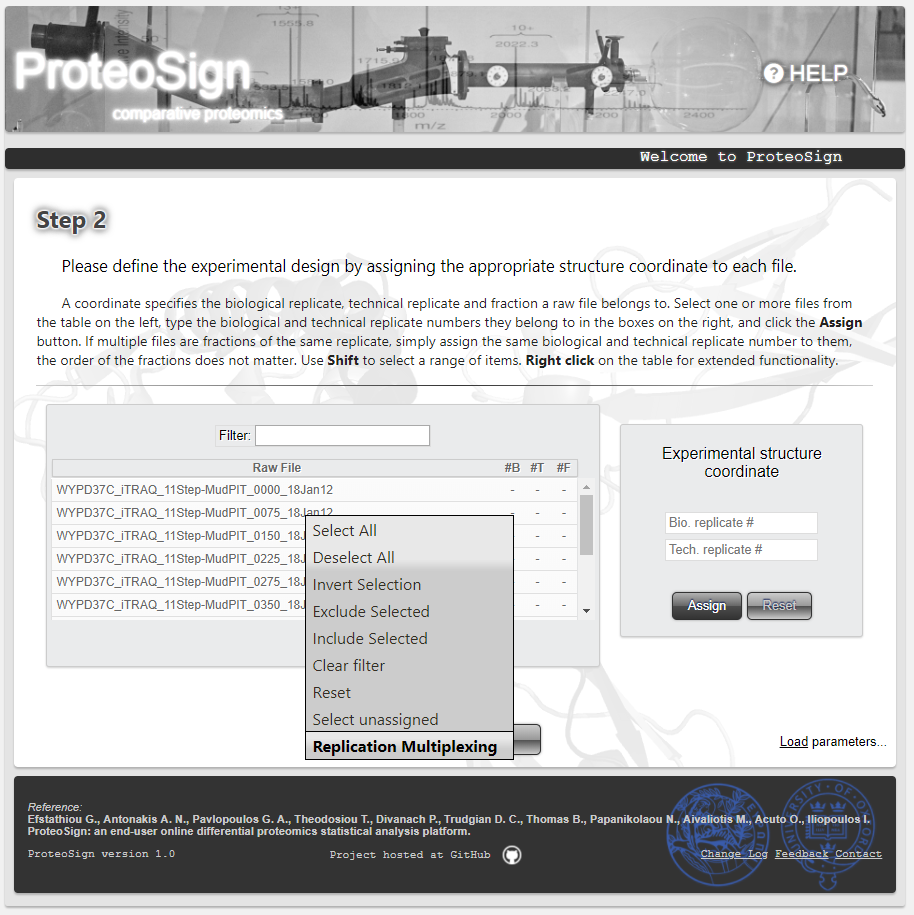 ProteoSign
comparative proteomics
? HELP
Intensity
1555.8
10+
2022.3
m/z
2000
2400
Welcome to ProteoSign
Step 2
Please define the experimental design by assigning the appropriate structure coordinate to each file.
A coordinate specifies the biological replicate, technical replicate and fraction a raw file belongs to. Select one or more files from
the table on the left, type the biological and technical replicate numbers they belong to in the boxes on the right, and click the Assign
button. If multiple files are fractions of the same replicate, simply assign the same biological and technical replicate number to them,
the order of the fractions does not matter. Use Shift to select a range of items. Right click on the table for extended functionality.
Filter:
Raw File #B #T #F
WYPD37C_iTRAQ_11Step-MudPIT_0000_18Jan12 - - -
WYPD37C_iTRAQ_11Step-MudPIT_0075_18Jan12 - - -
WYPD37C_iTRAQ_11Step-MudPIT_0150_18J - -
WYPD37C_iTRAQ_11Step-MudPIT_0225_18J - -
WYPD37C_iTRAQ_11Step-MudPIT_0275_18J - -
WYPD37C_iTRAQ_11Step-MudPIT_0350_18J - -
Select All
Deselect All
Invert Selection
Exclude Selected
Include Selected
Clear filter
Reset
Select unassigned
Replication Multiplexing
Experimental structure
coordinate
Bio. replicate #
Tech. replicate #
Assign Reset
Load parameters...
Reference:
Efstathiou G., Antonakis A. N., Pavlopoulos G. A., Theodosiou T., Divanach P., Trudgian D. C., Thomas B., Papanikolaou N., Aivaliotis M., Acuto O., Iliopoulos I.
ProteoSign: an end-user online differential proteomics statistical analysis platform.
ProteoSign version 1.0
Project hosted at GitHub
Change Log Feedback Contact